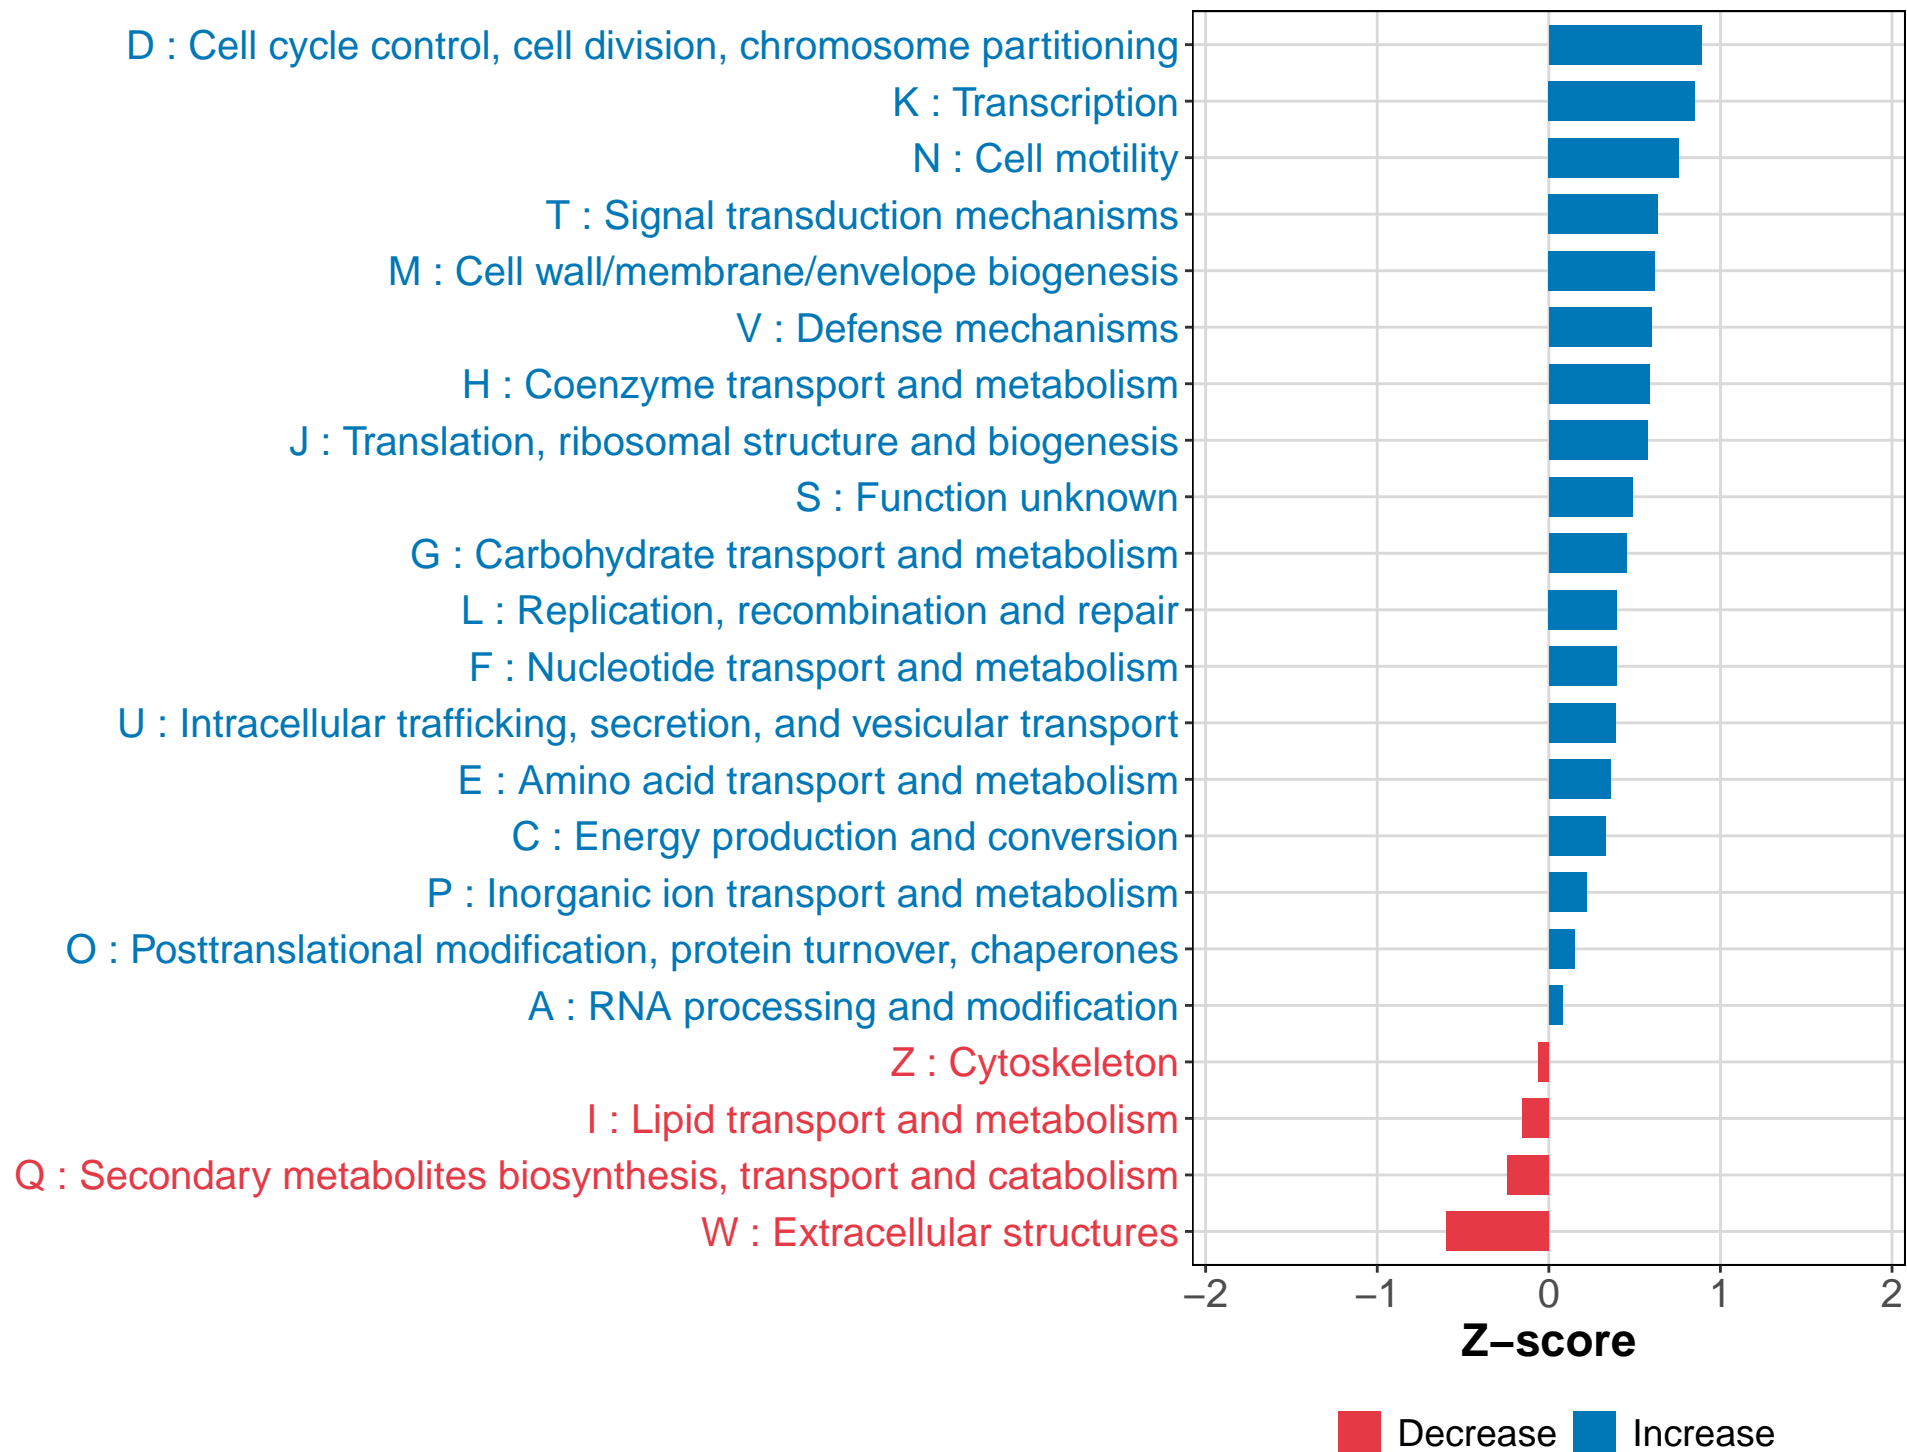 D : Cell cycle control, cell division, chromosome partitioning
K : Transcription
N : Cell motility
T : Signal transduction mechanisms
M : Cell wall/membrane/envelope biogenesis
V : Defense mechanisms
H : Coenzyme transport and metabolism
J : Translation, ribosomal structure and biogenesis
S : Function unknown
G : Carbohydrate transport and metabolism
L : Replication, recombination and repair
F : Nucleotide transport and metabolism
U : Intracellular trafficking, secretion, and vesicular transport
E : Amino acid transport and metabolism
C : Energy production and conversion
P : Inorganic ion transport and metabolism
O : Posttranslational modification, protein turnover, chaperones
A : RNA processing and modification
Z : Cytoskeleton
I : Lipid transport and metabolism
Q : Secondary metabolites biosynthesis, transport and catabolism
W : Extracellular structures
−2 −1 0 1 2
Z−score
Decrease Increase